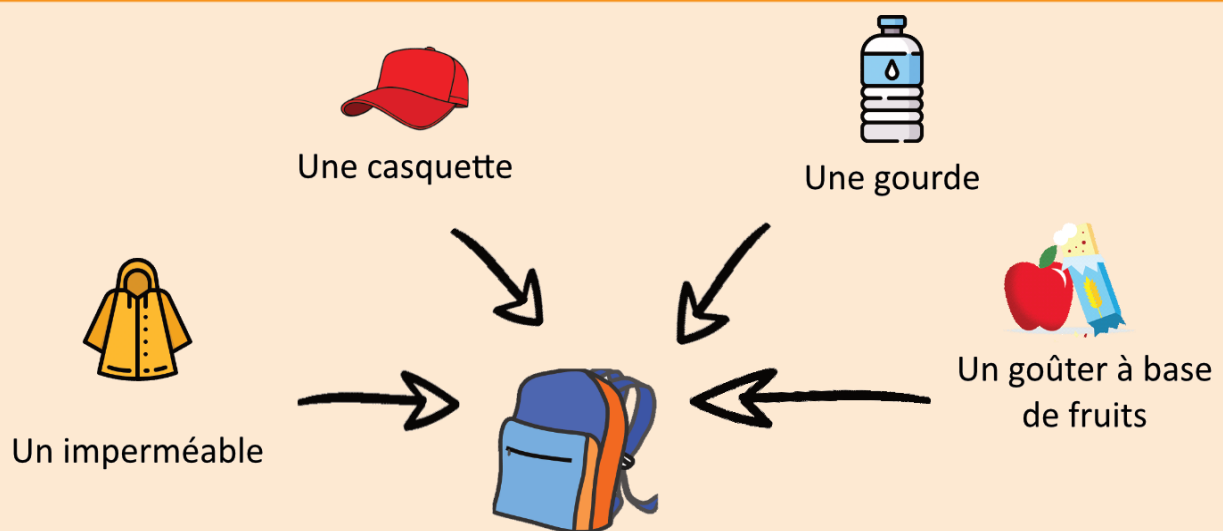 Une casquette
Une gourde
Un goûter à base
de fruits
Un imperméable